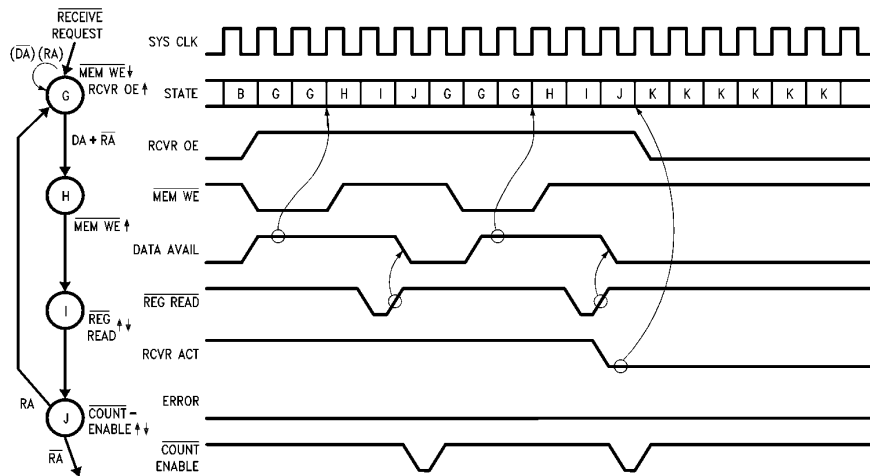 RECEIVE
REQUEST
(DA) (RA)
MEM WE↓
RCVR OE↑
G
DA + RA
H
MEM WE↑
I
REG
READ↑↓
RA
J
COUNT-
ENABLE↑↓
RA
SYS CLK
STATE B G G H I J G G G H I J K K K K K K
RCVR OE
MEM WE
DATA AVAIL
REG READ
RCVR ACT
ERROR
COUNT
ENABLE